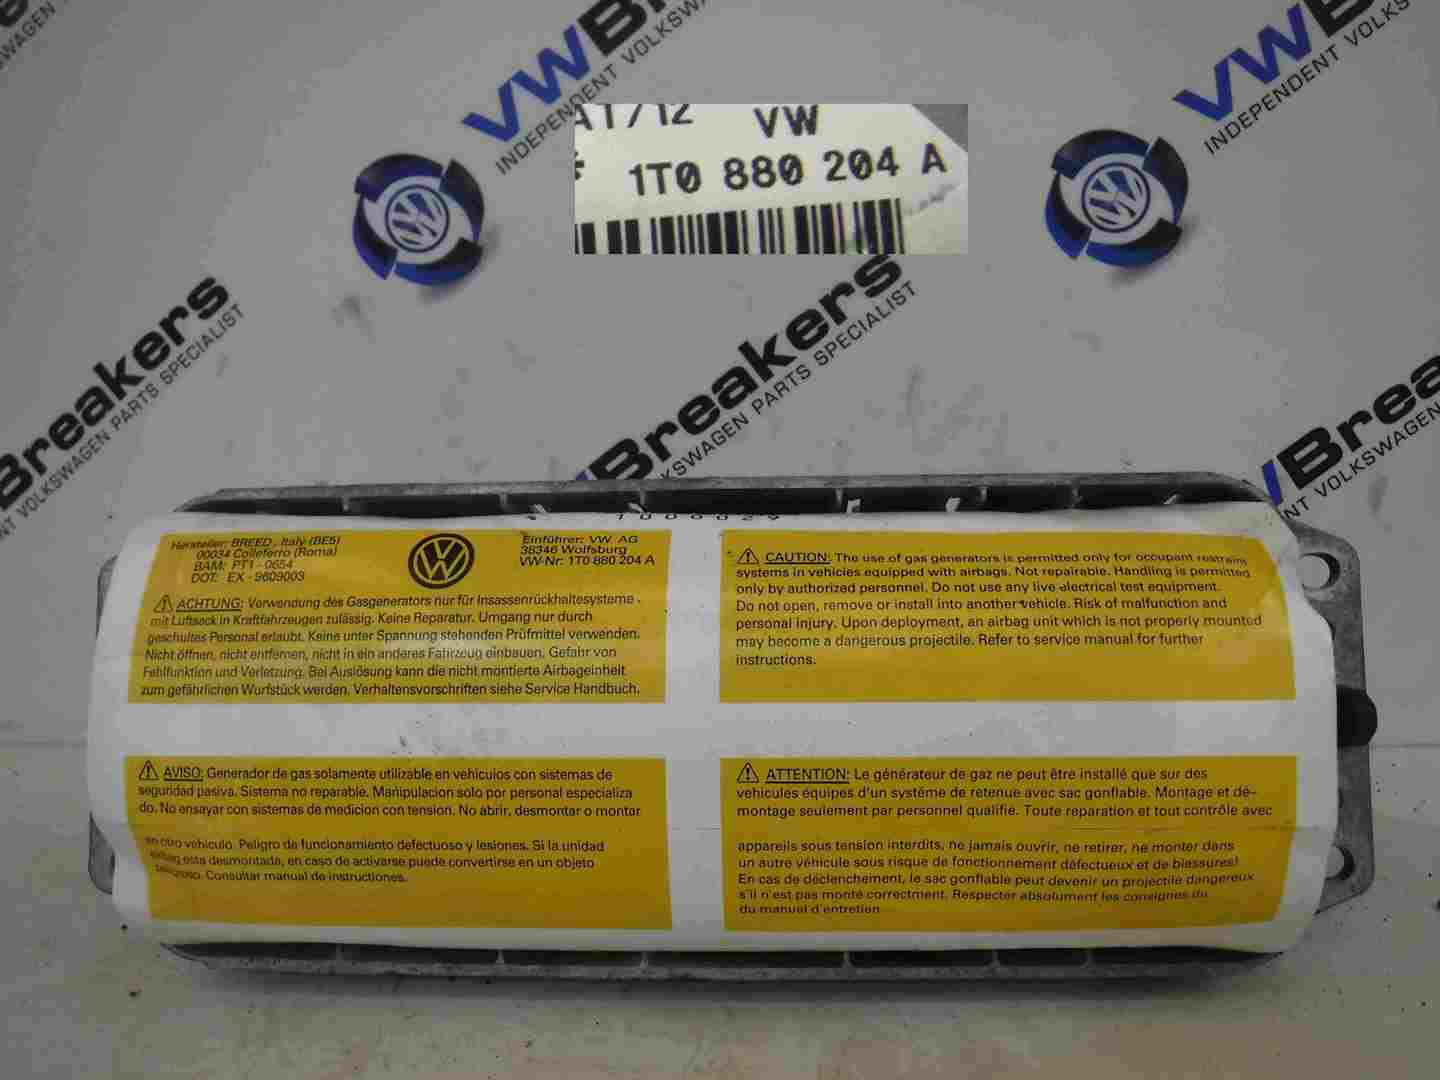 VWBreakers
INDEPENDENT VOLKSWAGEN PARTS SPECIALIST
VW
1T0 880 204 A
Hersteller: BREED, Italy (BE5)
00034 Colleferro (Roma)
BAM: PT1-0654
DOT: EX-9609003
Einführer: VW AG
38346 Wolfsburg
VW-Nr: 1T0 880 204 A
ACHTUNG: Verwendung des Gasgenerators nur für Insassenrückhaltesysteme
mit Luftsack in Kraftfahrzeugen zulässig. Keine Reparatur. Umgang nur durch
geschultes Personal erlaubt. Keine unter Spannung stehenden Prüfmittel verwenden.
Nicht öffnen, nicht entfernen, nicht in ein anderes Fahrzeug einbauen. Gefahr von
Fehlfunktion und Verletzung. Bei Auslösung kann die nicht montierte Airbageinheit
zum gefährlichen Wurfstück werden. Verhaltensvorschriften siehe Service Handbuch.
CAUTION: The use of gas generators is permitted only for occupant restraint
systems in vehicles equipped with airbags. Not repairable. Handling is permitted
only by authorized personnel. Do not use any live electrical test equipment.
Do not open, remove or install into another vehicle. Risk of malfunction and
personal injury. Upon deployment, an airbag unit which is not properly mounted
may become a dangerous projectile. Refer to service manual for further
instructions.
AVISO: Generador de gas solamente utilizable en vehiculos con sistemas de
seguridad pasiva. Sistema no reparable. Manipulacion solo por personal especializa
do. No ensayar con sistemas de medicion con tension. No abrir, desmontar o montar
en otro vehiculo. Peligro de funcionamiento defectuoso y lesiones. Si la unidad
airbag esta desmontada, en caso de activarse puede convertirse en un objeto
peligroso. Consultar manual de instrucciones.
ATTENTION: Le générateur de gaz ne peut être installé que sur des
vehicules équipes d'un systéme de retenue avec sac gonflable. Montage et dé-
montage seulement par personnel qualifié. Toute reparation et tout contrôle avec
appareils sous tension interdits, ne jamais ouvrir, ne retirer, ne monter dans
un autre véhicule sous risque de fonctionnement défectueux et de blessures!
En cas de déclenchement, le sac gonflable peut devenir un projectile dangereux
s'il n'est pas monté correctment. Respecter absolument les consignes du
du manuel d'entretien